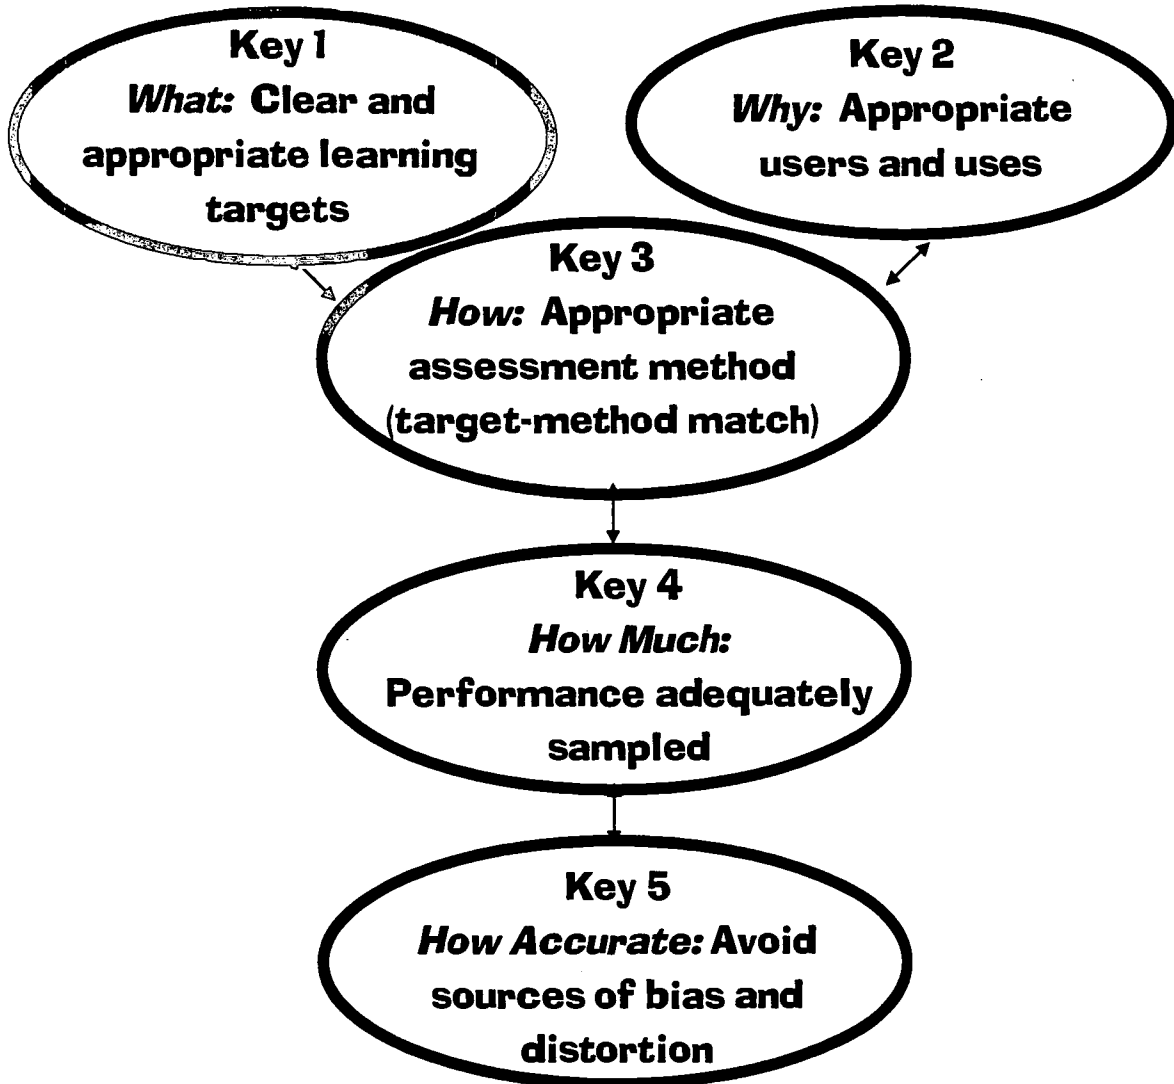 Key 1
What: Clear and
appropriate learning
targets
Key 2
Why: Appropriate
users and uses
Key 3
How: Appropriate
assessment method
(target-method match)
Key 4
How Much:
Performance adequately
sampled
Key 5
How Accurate: Avoid
sources of bias and
distortion